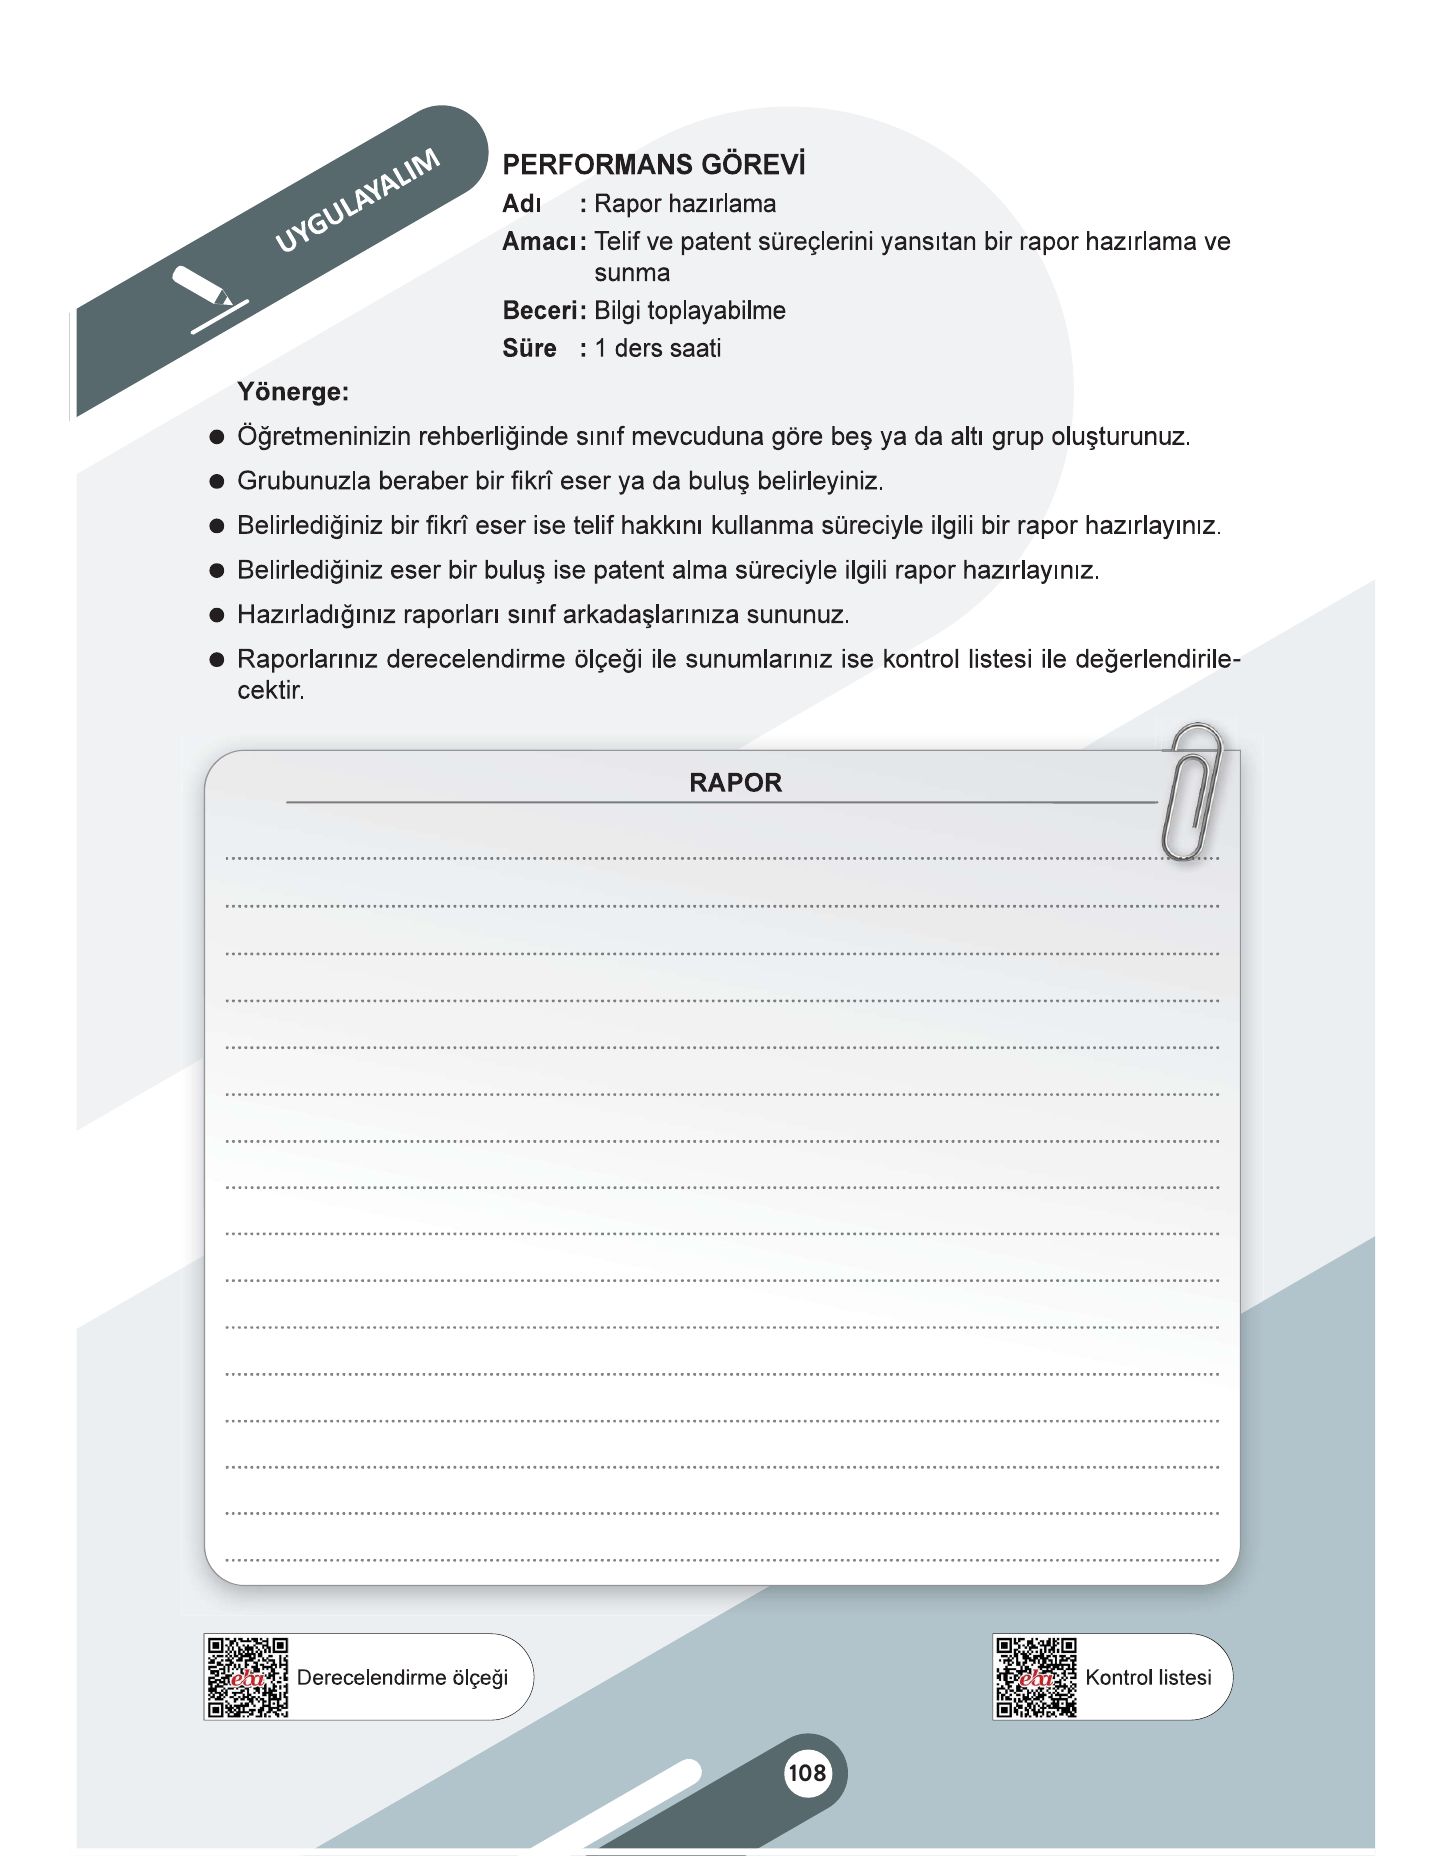 UYGULAYALIM
PERFORMANS GÖREVİ
Adı : Rapor hazırlama
Amacı : Telif ve patent süreçlerini yansıtan bir rapor hazırlama ve
sunma
Beceri : Bilgi toplayabilme
Süre : 1 ders saati
Yönerge:
● Öğretmeninizin rehberliğinde sınıf mevcuduna göre beş ya da altı grup oluşturunuz.
● Grubunuzla beraber bir fikrî eser ya da buluş belirleyiniz.
● Belirlediğiniz bir fikrî eser ise telif hakkını kullanma süreciyle ilgili bir rapor hazırlayınız.
● Belirlediğiniz eser bir buluş ise patent alma süreciyle ilgili rapor hazırlayınız.
● Hazırladığınız raporları sınıf arkadaşlarınıza sununuz.
● Raporlarınız derecelendirme ölçeği ile sunumlarınız ise kontrol listesi ile değerlendirile-
cektir.
RAPOR
eba Derecelendirme ölçeği
eba Kontrol listesi
108